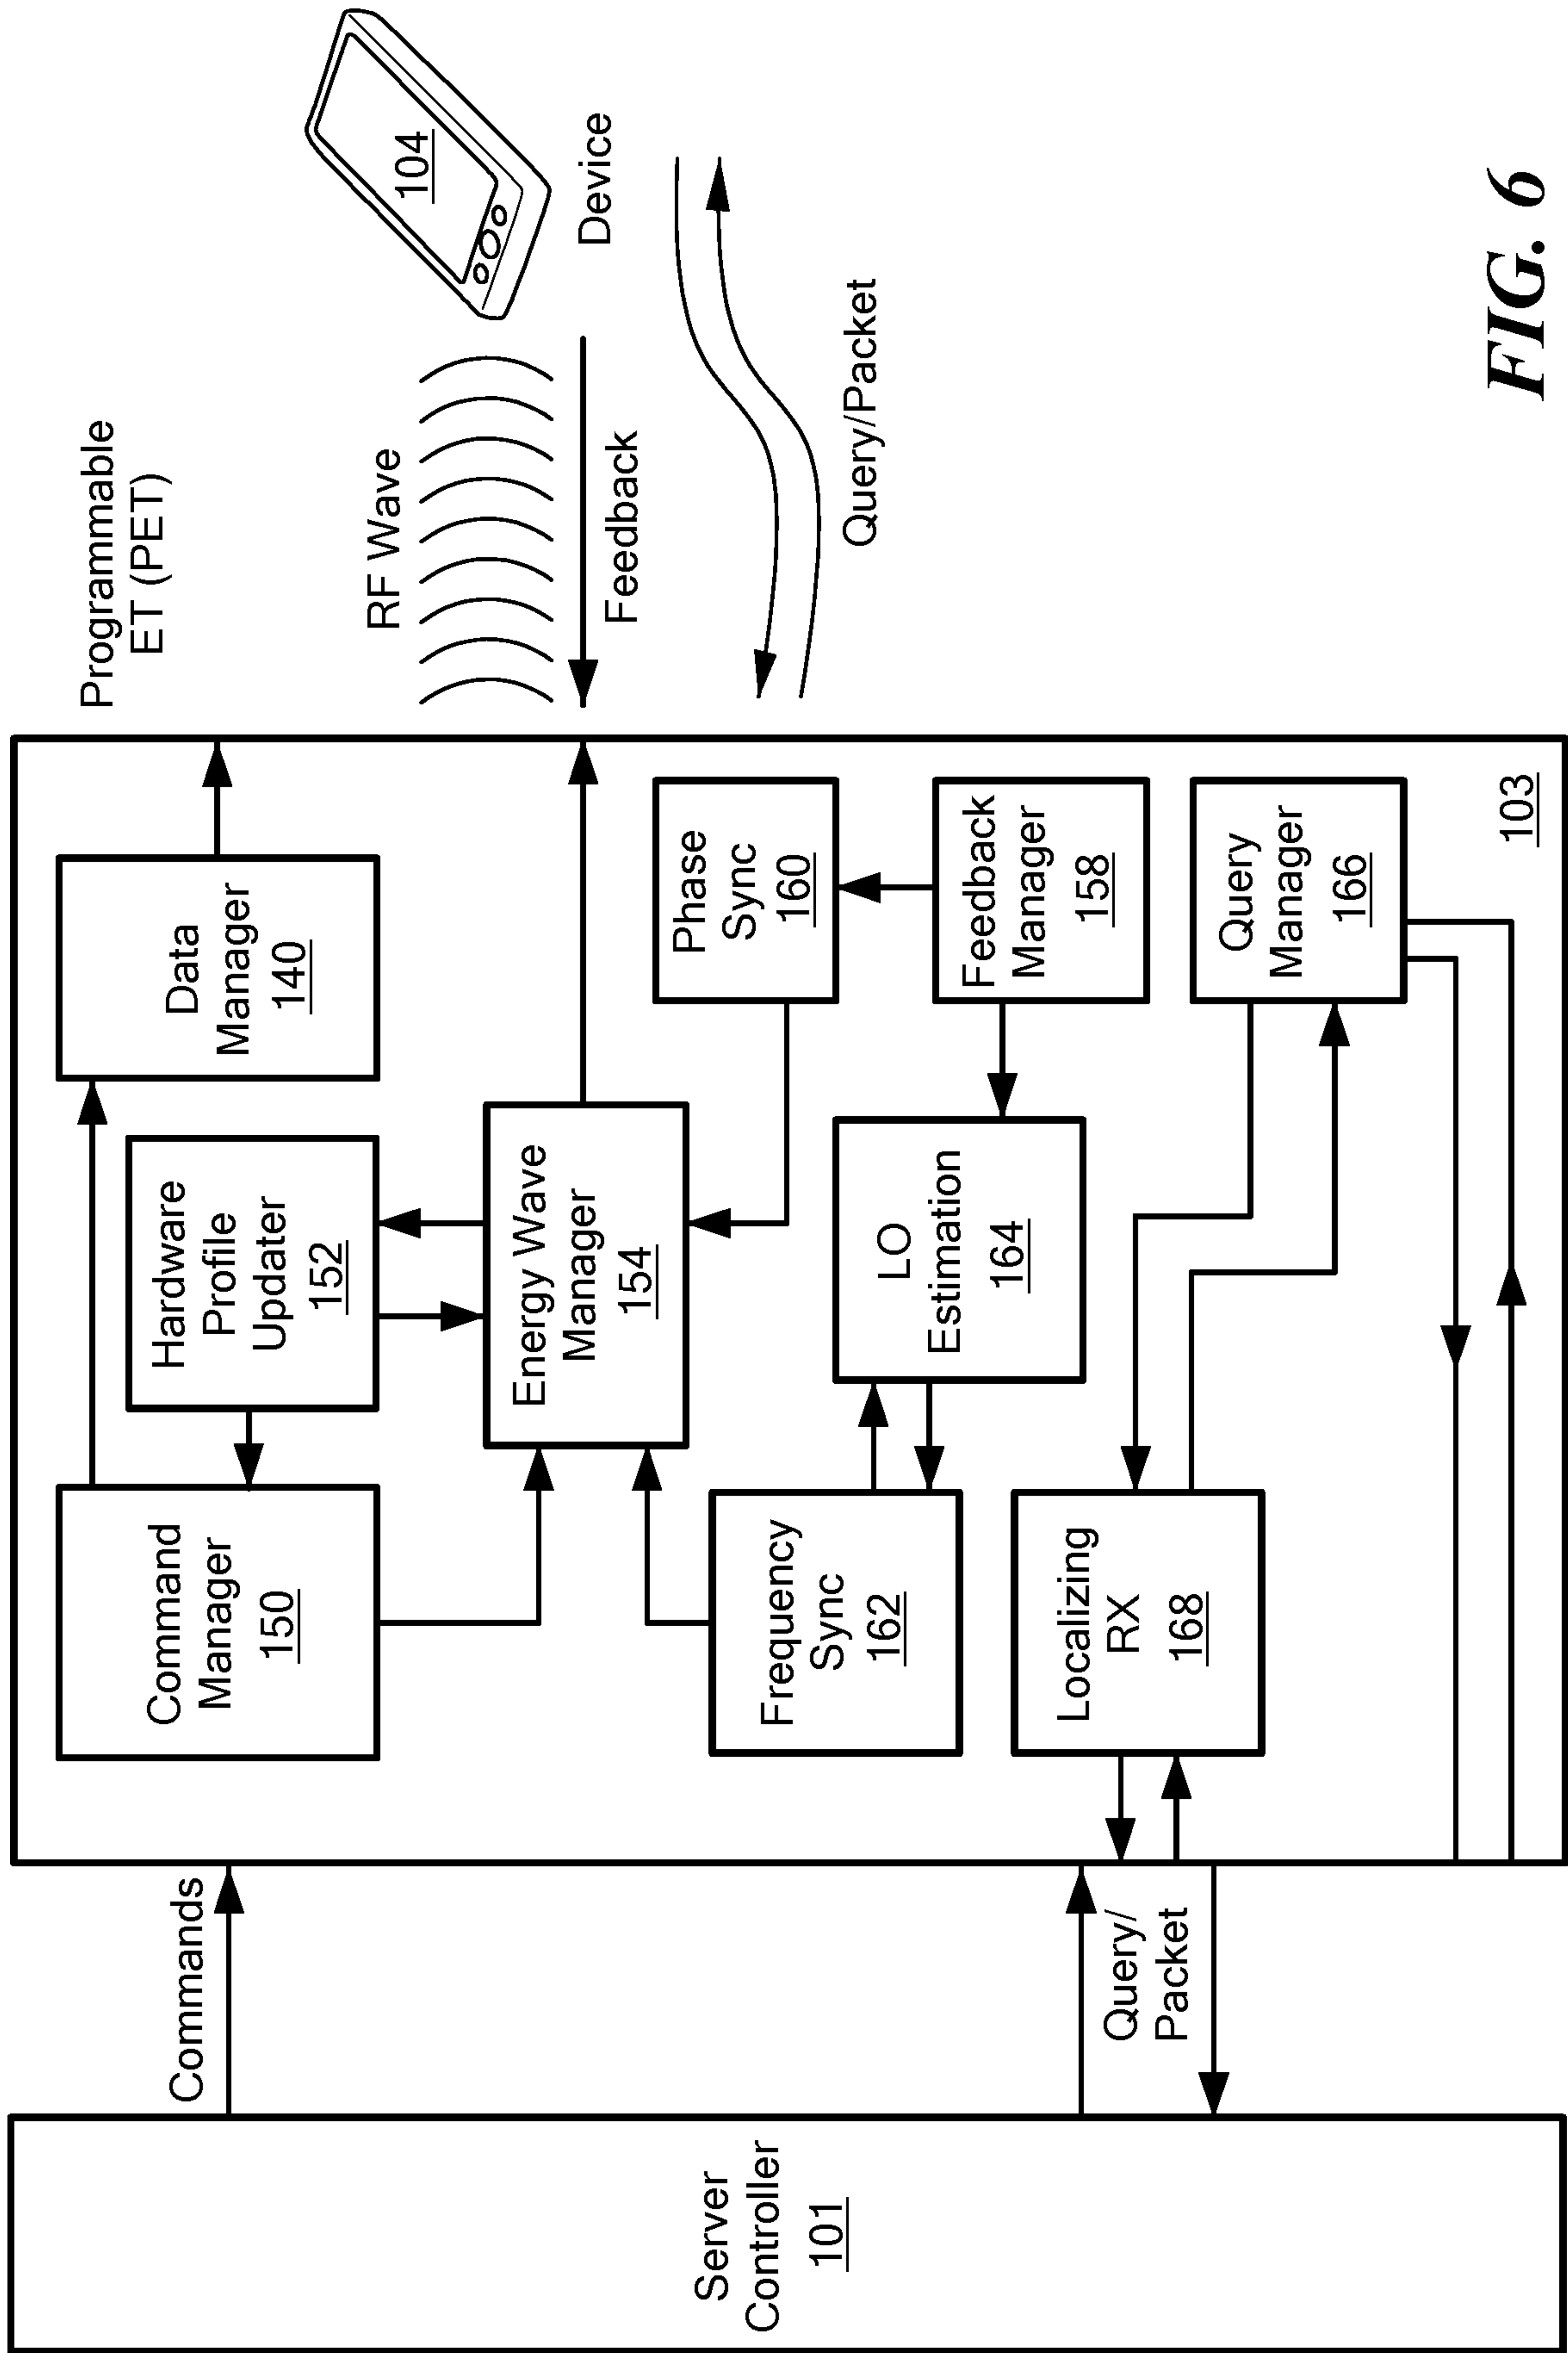 Server
Controller
101
Commands
Query/
Packet
Command
Manager
150
Hardware
Profile
Updater
152
Data
Manager
140
Energy Wave
Manager
154
Frequency
Sync
162
LO
Estimation
164
Phase
Sync
160
Feedback
Manager
158
Localizing
RX
168
Query
Manager
166
103
Programmable
ET (PET)
RF Wave
Feedback
104
Device
Query/Packet
FIG. 6